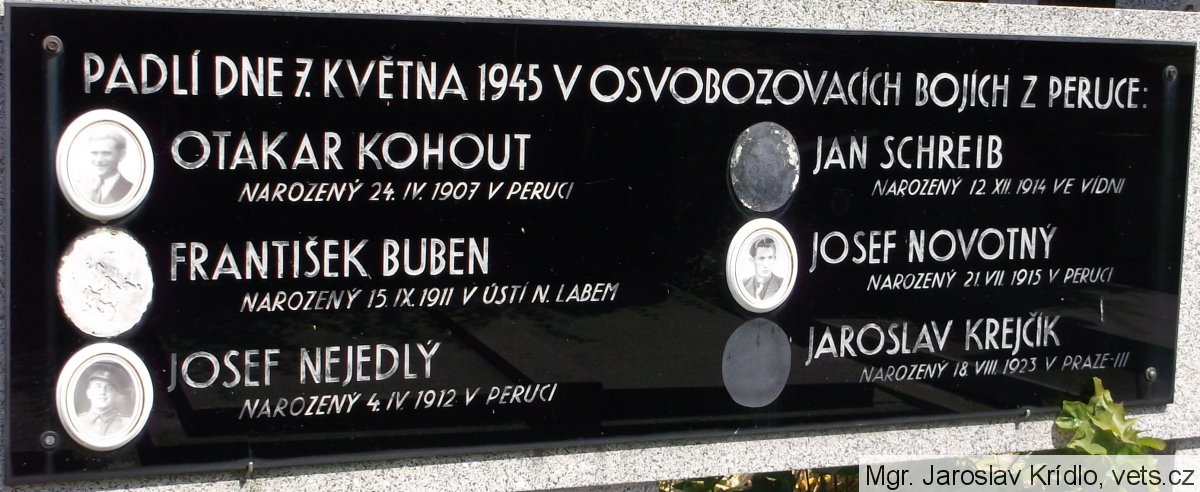 PADLÍ DNE 7. KVĚTNA 1945 V OSVOBOZOVACÍCH BOJÍCH Z PERUCE:
OTAKAR KOHOUT
NAROZENÝ 24. IV. 1907 V PERUCI
FRANTIŠEK BUBEN
NAROZENÝ 15. IX. 1911 V ÚSTÍ N. LABEM
JOSEF NEJEDLÝ
NAROZENÝ 4. IV. 1912 V PERUCI
JAN SCHREIB
NAROZENÝ 12. XII. 1914 VE VÍDNI
JOSEF NOVOTNÝ
NAROZENÝ 21. VII. 1915 V PERUCI
JAROSLAV KREJČÍK
NAROZENÝ 18 VIII. 1923 V PRAZE-III
Mgr. Jaroslav Krídlo, vets.cz